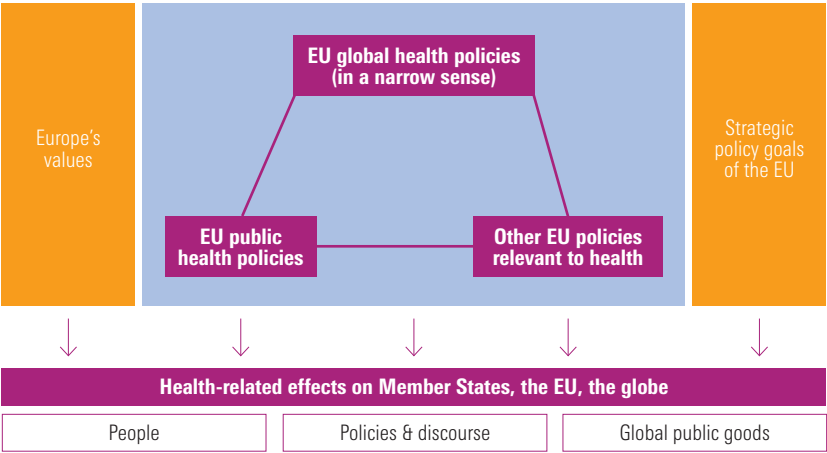 EU global health policies
(in a narrow sense)
Europe's
values
Strategic
policy goals
of the EU
EU public
health policies
Other EU policies
relevant to health
Health-related effects on Member States, the EU, the globe
People
Policies & discourse
Global public goods